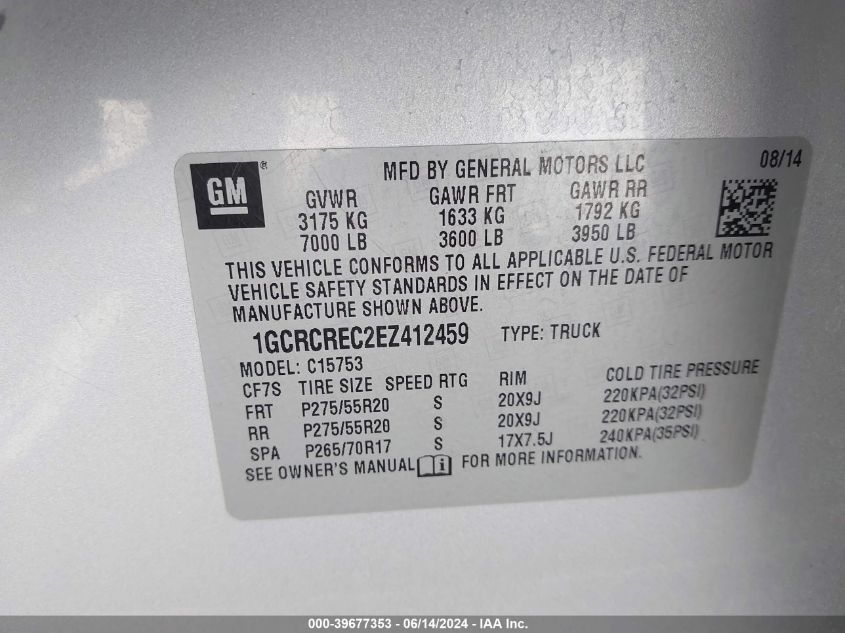 GM ®
MFD BY GENERAL MOTORS LLC 08/14
GVWR GAWR FRT GAWR RR
3175 KG 1633 KG 1792 KG
7000 LB 3600 LB 3950 LB
THIS VEHICLE CONFORMS TO ALL APPLICABLE U.S. FEDERAL MOTOR
VEHICLE SAFETY STANDARDS IN EFFECT ON THE DATE OF
MANUFACTURE SHOWN ABOVE.
1GCRCREC2EZ412459 TYPE: TRUCK
MODEL: C15753
CF7S TIRE SIZE SPEED RTG RIM COLD TIRE PRESSURE
FRT P275/55R20 S 20X9J 220KPA(32PSI)
RR P275/55R20 S 20X9J 220KPA(32PSI)
SPA P265/70R17 S 17X7.5J 240KPA(35PSI)
SEE OWNER'S MANUAL i FOR MORE INFORMATION.
000-39677353 - 06/14/2024 - IAA Inc.